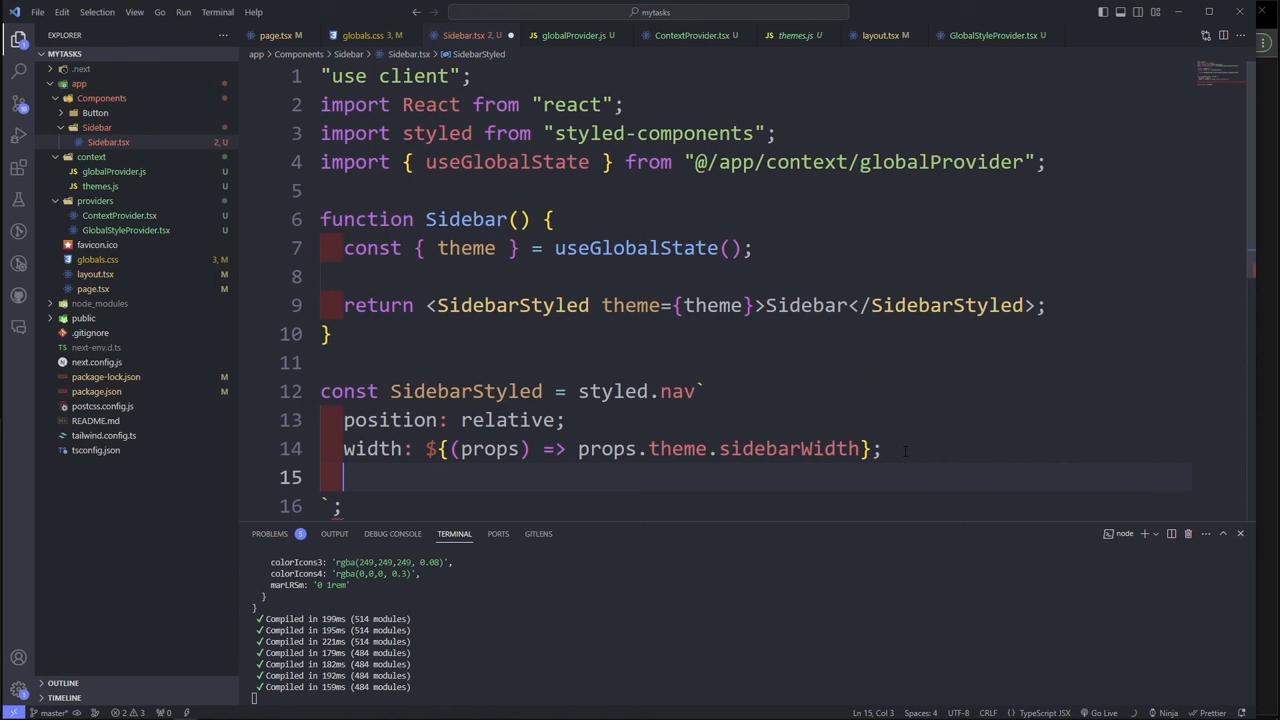 File Edit Selection View Go Run Terminal Help
mytasks
EXPLORER
MYTASKS
.next
app
Components
Button
Sidebar
Sidebar.tsx 2, U
context
globalProvider.js U
themes.js U
providers
ContextProvider.tsx U
GlobalStyleProvider.tsx U
favicon.ico
globals.css 3, M
layout.tsx M
page.tsx M
node_modules
public
.gitignore
next-env.d.ts
next.config.js
package-lock.json M
package.json M
postcss.config.js
README.md
tailwind.config.ts
tsconfig.json
OUTLINE
TIMELINE
page.tsx M globals.css 3, M Sidebar.tsx 2, U globalProvider.js U ContextProvider.tsx U themes.js U layout.tsx M GlobalStyleProvider.tsx U
app > Components > Sidebar > Sidebar.tsx > SidebarStyled
1 "use client";
2 import React from "react";
3 import styled from "styled-components";
4 import { useGlobalState } from "@/app/context/globalProvider";
5
6 function Sidebar() {
7 const { theme } = useGlobalState();
8
9 return <SidebarStyled theme={theme}>Sidebar</SidebarStyled>;
10 }
11
12 const SidebarStyled = styled.nav`
13 position: relative;
14 width: ${(props) => props.theme.sidebarWidth};
15
16 `;
PROBLEMS 5 OUTPUT DEBUG CONSOLE TERMINAL PORTS GITLENS
node
colorIcons3: 'rgba(249,249,249, 0.08)',
colorIcons4: 'rgba(0,0,0, 0.3)',
marLRSm: '0 1rem'
}
}
✓ Compiled in 199ms (514 modules)
✓ Compiled in 195ms (514 modules)
✓ Compiled in 221ms (514 modules)
✓ Compiled in 179ms (484 modules)
✓ Compiled in 182ms (484 modules)
✓ Compiled in 192ms (484 modules)
✓ Compiled in 159ms (484 modules)
master* 2 3 0 Ln 15, Col 3 Spaces: 4 UTF-8 CRLF TypeScript JSX Go Live Ninja Prettier